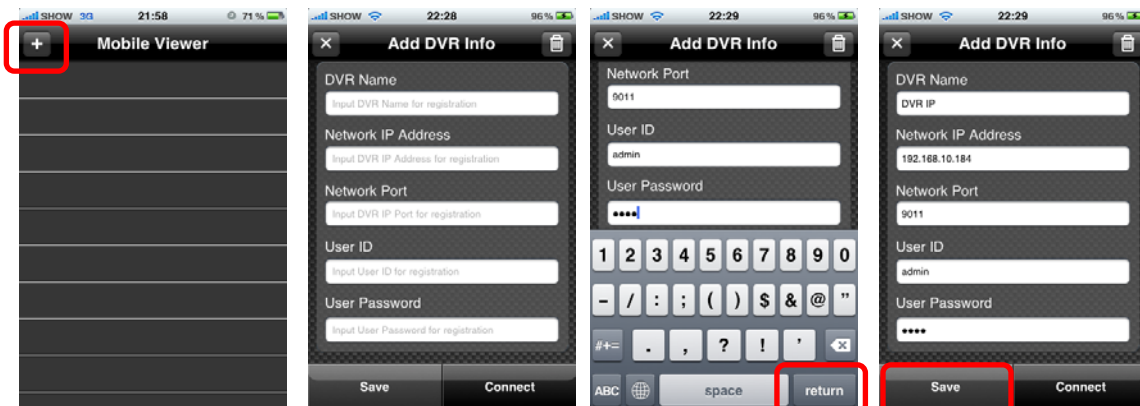 SHOW 3G 21:58 71 %
+ Mobile Viewer
SHOW 22:28 96 %
Add DVR Info
DVR Name
Input DVR Name for registration
Network IP Address
Input DVR IP Address for registration
Network Port
Input DVR IP Port for registration
User ID
Input User ID for registration
User Password
Input User Password for registration
Save Connect
SHOW 22:29 96 %
Add DVR Info
Network Port
9011
User ID
admin
User Password
••••
1 2 3 4 5 6 7 8 9 0
- / : ; ( ) $ & @ "
#+= . , ? ! '
ABC space return
SHOW 22:29 96 %
Add DVR Info
DVR Name
DVR IP
Network IP Address
192.168.10.184
Network Port
9011
User ID
admin
User Password
••••
Save Connect